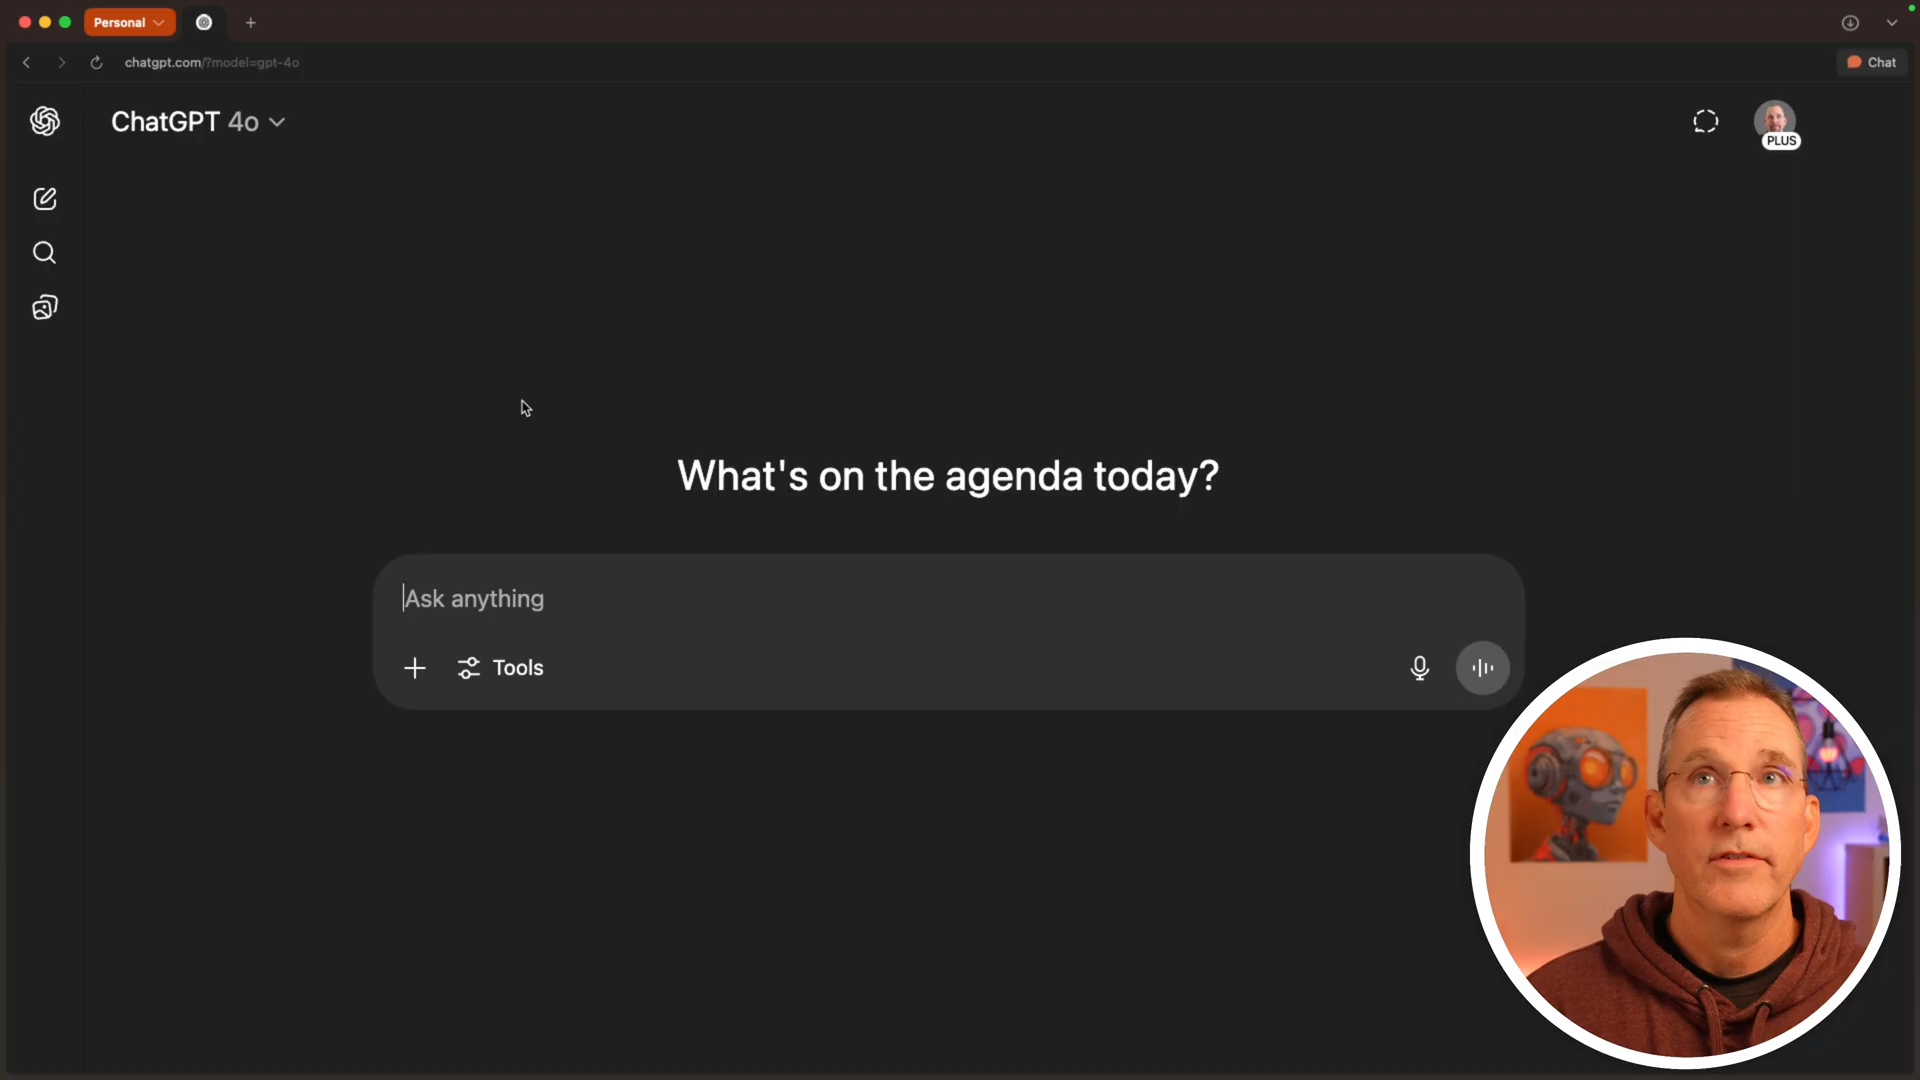 Personal
chatgpt.com/?model=gpt-4o
Chat
ChatGPT 4o
PLUS
What's on the agenda today?
Ask anything
Tools